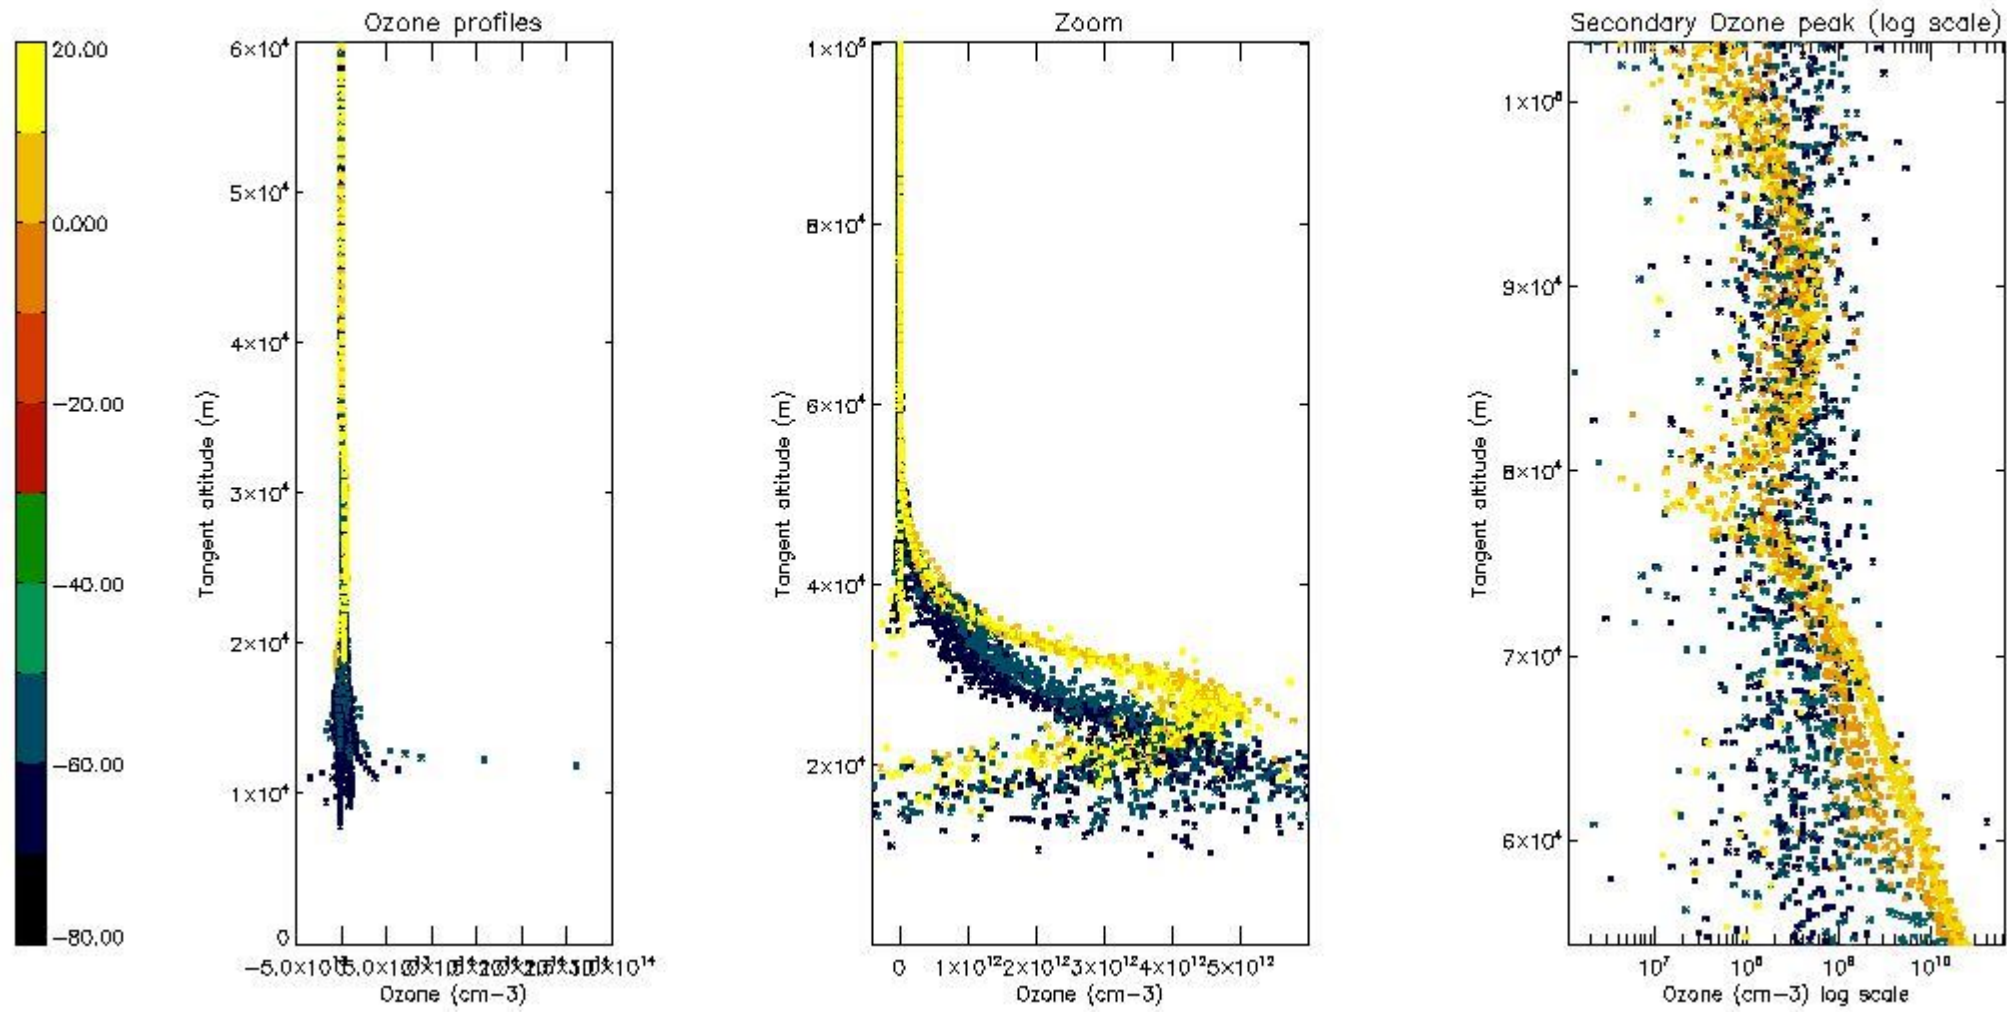 Ozone profiles
Zoom
Secondary Ozone peak (log scale)
20.00
0.000
−20.00
−40.00
−60.00
−80.00
6×10⁴
5×10⁴
4×10⁴
3×10⁴
2×10⁴
1×10⁴
0
Tangent altitude (m)
Ozone (cm−3)
1×10⁵
8×10⁴
6×10⁴
4×10⁴
2×10⁴
Tangent altitude (m)
0 1×10¹² 2×10¹² 3×10¹² 4×10¹² 5×10¹²
Ozone (cm−3)
9×10⁴
8×10⁴
7×10⁴
6×10⁴
Tangent altitude (m)
10⁷ 10⁸ 10⁹ 10¹⁰
Ozone (cm−3) log scale